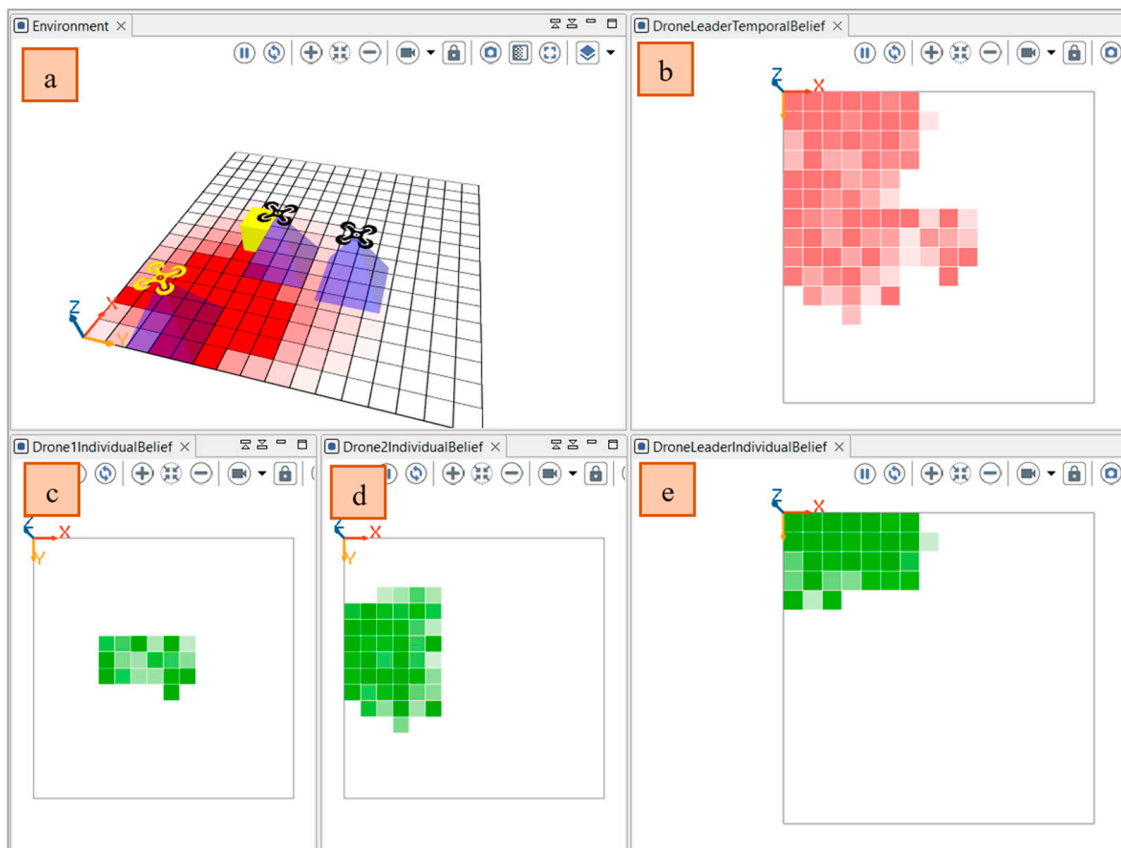 Environment
a
Z
X
Y
DroneLeaderTemporalBelief
b
Z
X
Drone1IndividualBelief
c
Z
X
Y
Drone2IndividualBelief
d
Z
X
Y
DroneLeaderIndividualBelief
e
Z
X